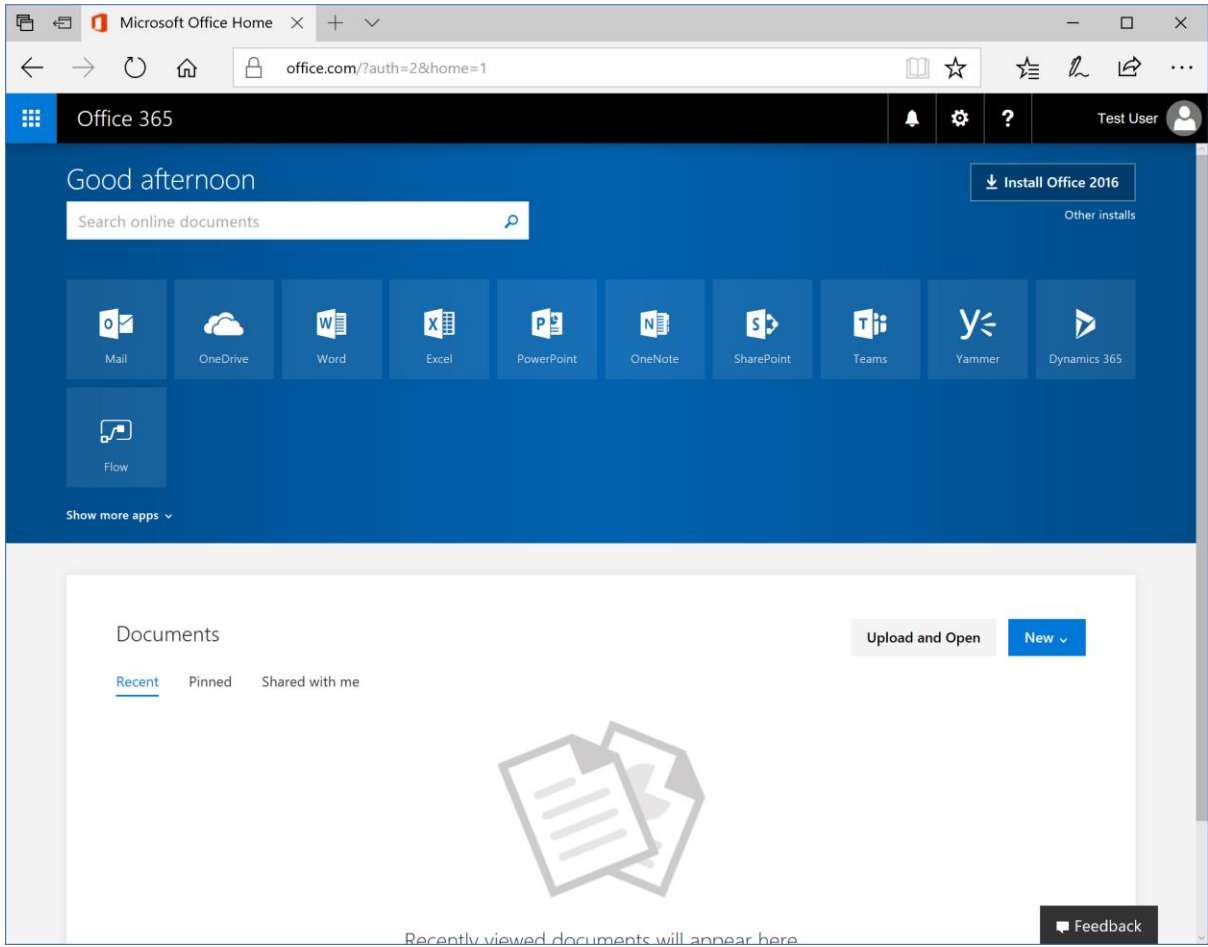 Microsoft Office Home
office.com/?auth=2&home=1
Office 365
?
Test User
Good afternoon
Install Office 2016
Search online documents
Other installs
Mail
OneDrive
Word
Excel
PowerPoint
OneNote
SharePoint
Teams
Yammer
Dynamics 365
Flow
Show more apps
Documents
Upload and Open
New
Recent
Pinned
Shared with me
Feedback
Recently viewed documents will appear here